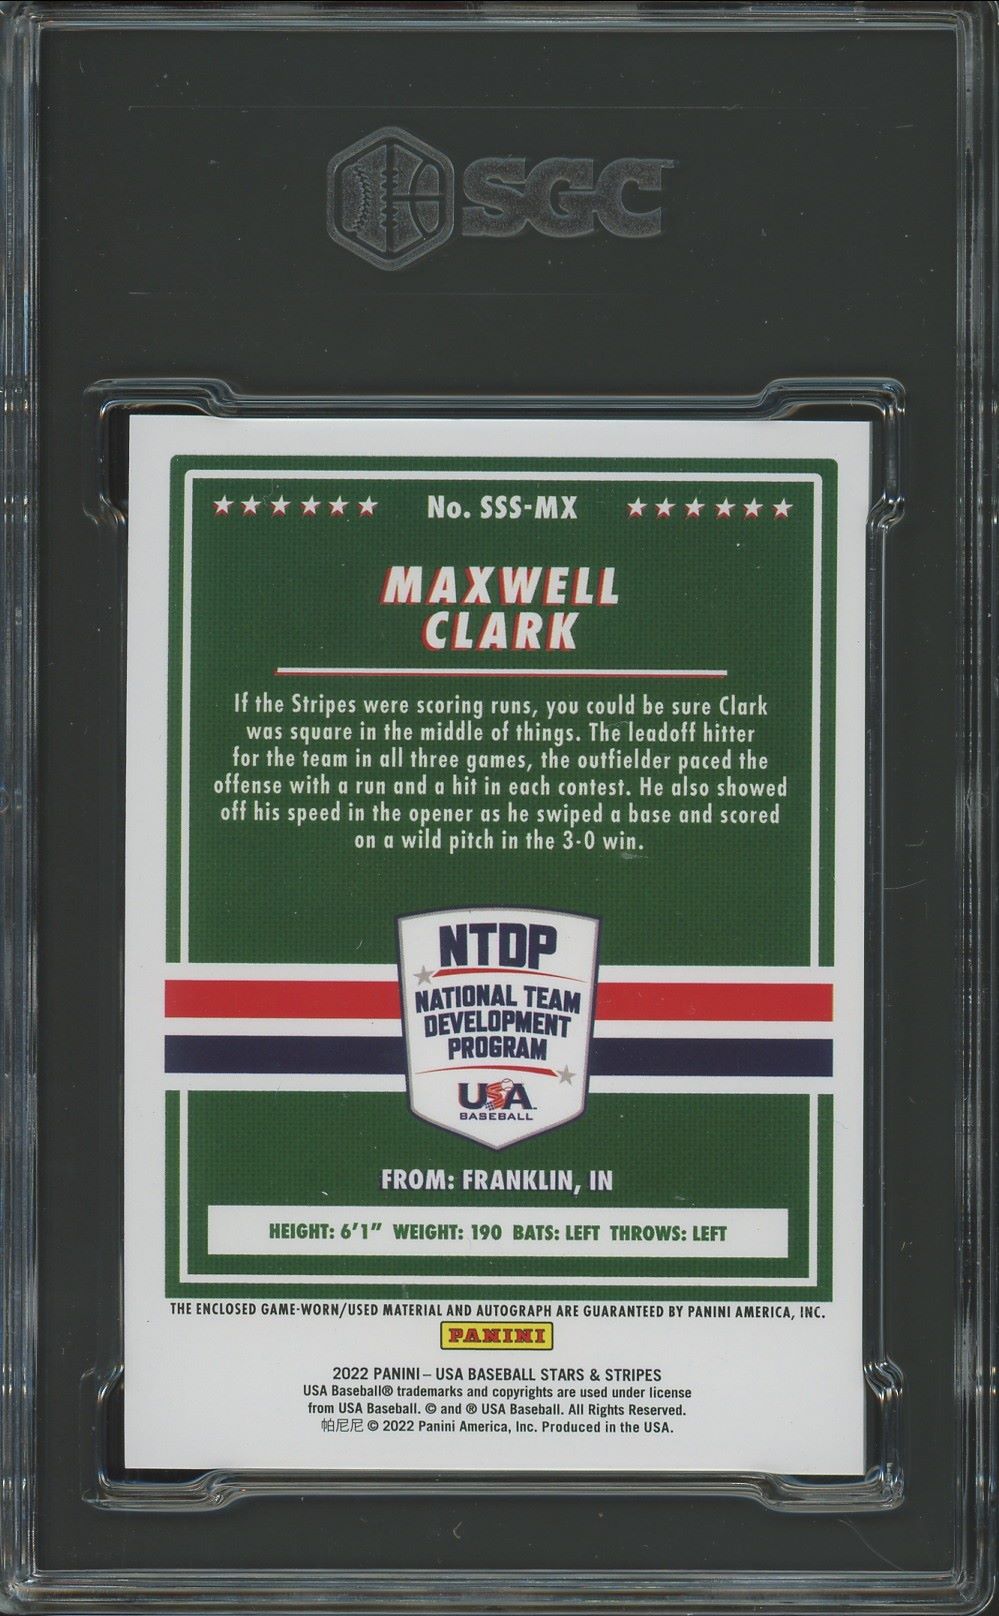 SGC
No. SSS-MX
MAXWELL
CLARK
If the Stripes were scoring runs, you could be sure Clark
was square in the middle of things. The leadoff hitter
for the team in all three games, the outfielder paced the
offense with a run and a hit in each contest. He also showed
off his speed in the opener as he swiped a base and scored
on a wild pitch in the 3-0 win.
NTDP
NATIONAL TEAM
DEVELOPMENT
PROGRAM
USA
BASEBALL
FROM: FRANKLIN, IN
HEIGHT: 6'1" WEIGHT: 190 BATS: LEFT THROWS: LEFT
THE ENCLOSED GAME-WORN/USED MATERIAL AND AUTOGRAPH ARE GUARANTEED BY PANINI AMERICA, INC.
PANINI
2022 PANINI – USA BASEBALL STARS & STRIPES
USA Baseball® trademarks and copyrights are used under license
from USA Baseball. © and ® USA Baseball. All Rights Reserved.
帕尼尼 © 2022 Panini America, Inc. Produced in the USA.